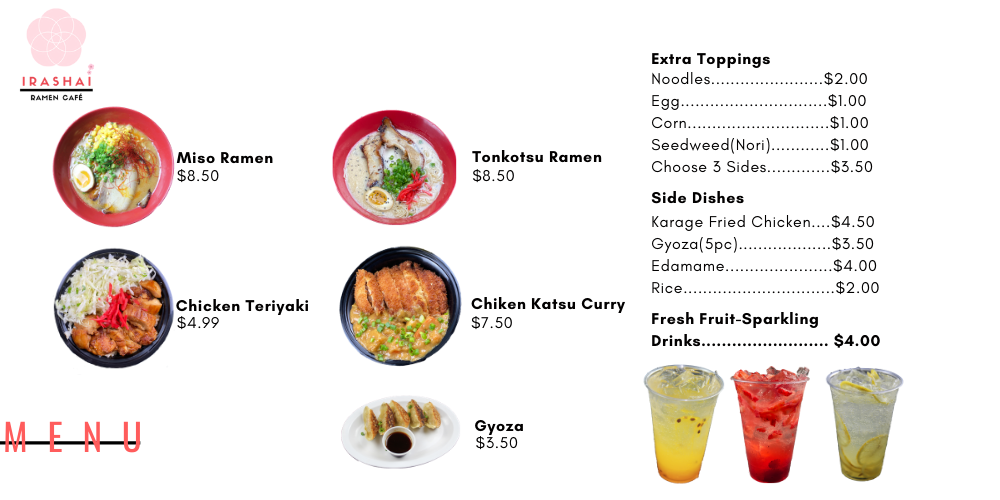 IRASHAI
RAMEN CAFÉ
Miso Ramen
$8.50
Tonkotsu Ramen
$8.50
Chicken Teriyaki
$4.99
Chiken Katsu Curry
$7.50
Gyoza
$3.50
MENU
Extra Toppings
Noodles.......................$2.00
Egg..............................$1.00
Corn.............................$1.00
Seedweed(Nori)............$1.00
Choose 3 Sides.............$3.50
Side Dishes
Karage Fried Chicken....$4.50
Gyoza(5pc)...................$3.50
Edamame......................$4.00
Rice...............................$2.00
Fresh Fruit-Sparkling
Drinks......................... $4.00